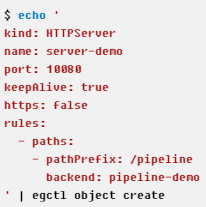 $ echo '
kind: HTTPServer
name: server-demo
port: 10080
keepAlive: true
https: false
rules:
  - paths:
    - pathPrefix: /pipeline
      backend: pipeline-demo
' | egctl object create